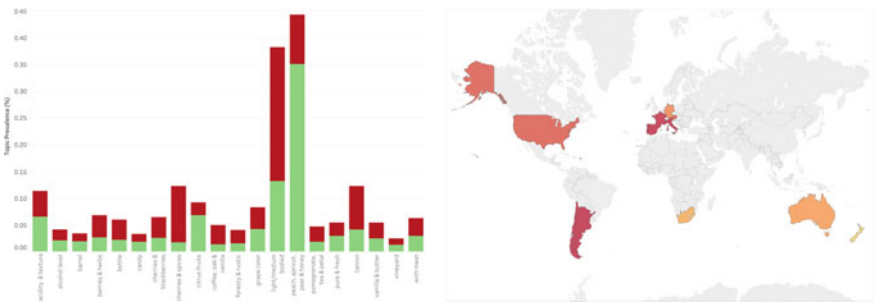 0.45
0.40
0.35
0.30
0.25
0.20
0.15
0.10
0.05
0.00
Topic Prevalence (%)
acidity & texture
alcohol level
barrel
berries & herbs
bottle
candy
cherries &
blackberries
cherries & spices
citrus fruits
coffee, oak &
vanilla
forestry & rustic
grape color
light/medium
bodied
peach, apricot,
pear & honey
pomegranate,
tea & petal
pure & fresh
tannin
vanilla & butter
vineyard
with meat